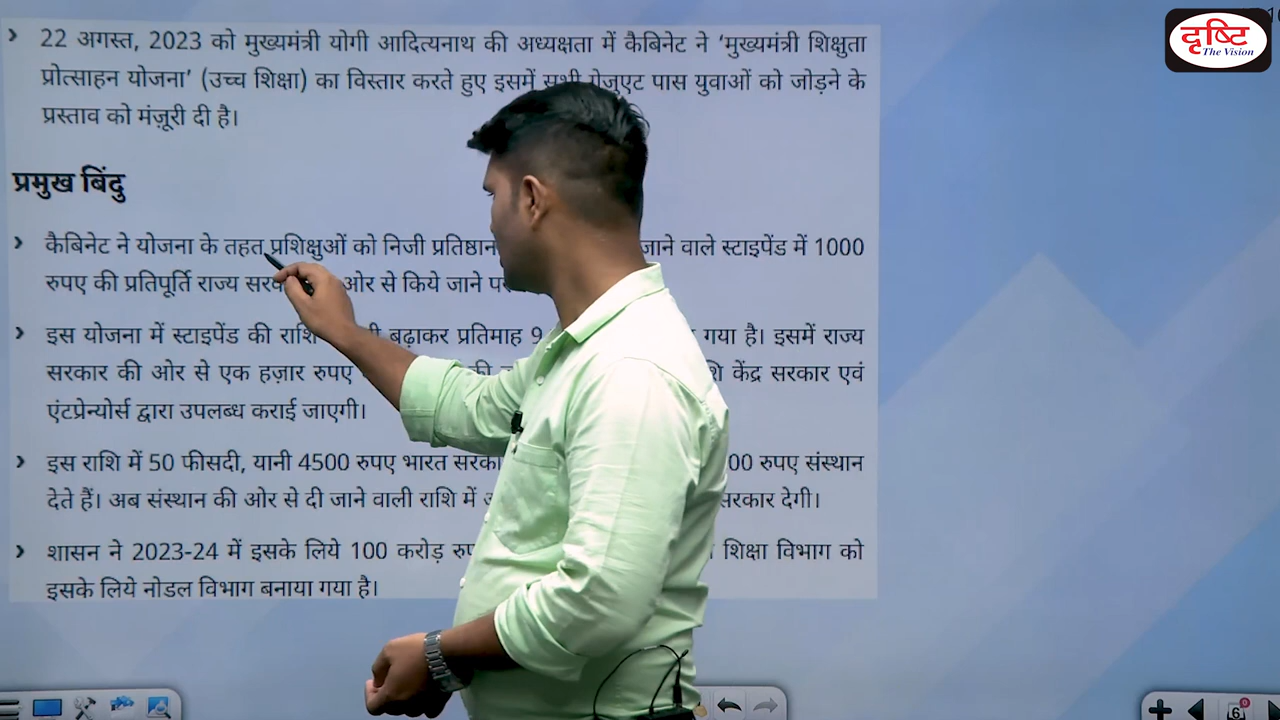 22 अगस्त, 2023 को मुख्यमंत्री योगी आदित्यनाथ की अध्यक्षता में कैबिनेट ने ‘मुख्यमंत्री शिक्षुता
प्रोत्साहन योजना’ (उच्च शिक्षा) का विस्तार करते हुए इसमें सभी ग्रेजुएट पास युवाओं को जोड़ने के
प्रस्ताव को मंज़ूरी दी है।
प्रमुख बिंदु
कैबिनेट ने योजना के तहत प्रशिक्षुओं को निजी प्रतिष्ठान जाने वाले स्टाइपेंड में 1000
रुपए की प्रतिपूर्ति राज्य ओर से किये जाने
इस योजना में स्टाइपेंड की राशि बढ़ाकर प्रतिमाह 9 गया है। इसमें राज्य
सरकार की ओर से एक हज़ार रुपए केंद्र सरकार एवं
एंटप्रेन्योर्स द्वारा उपलब्ध कराई जाएगी।
इस राशि में 50 फीसदी, यानी 4500 रुपए भारत 00 रुपए संस्थान
देते हैं। अब संस्थान की ओर से दी जाने वाली राशि में सरकार देगी।
शासन ने 2023-24 में इसके लिये 100 करोड़ शिक्षा विभाग को
इसके लिये नोडल विभाग बनाया गया है।
दृष्टि
The Vision
6